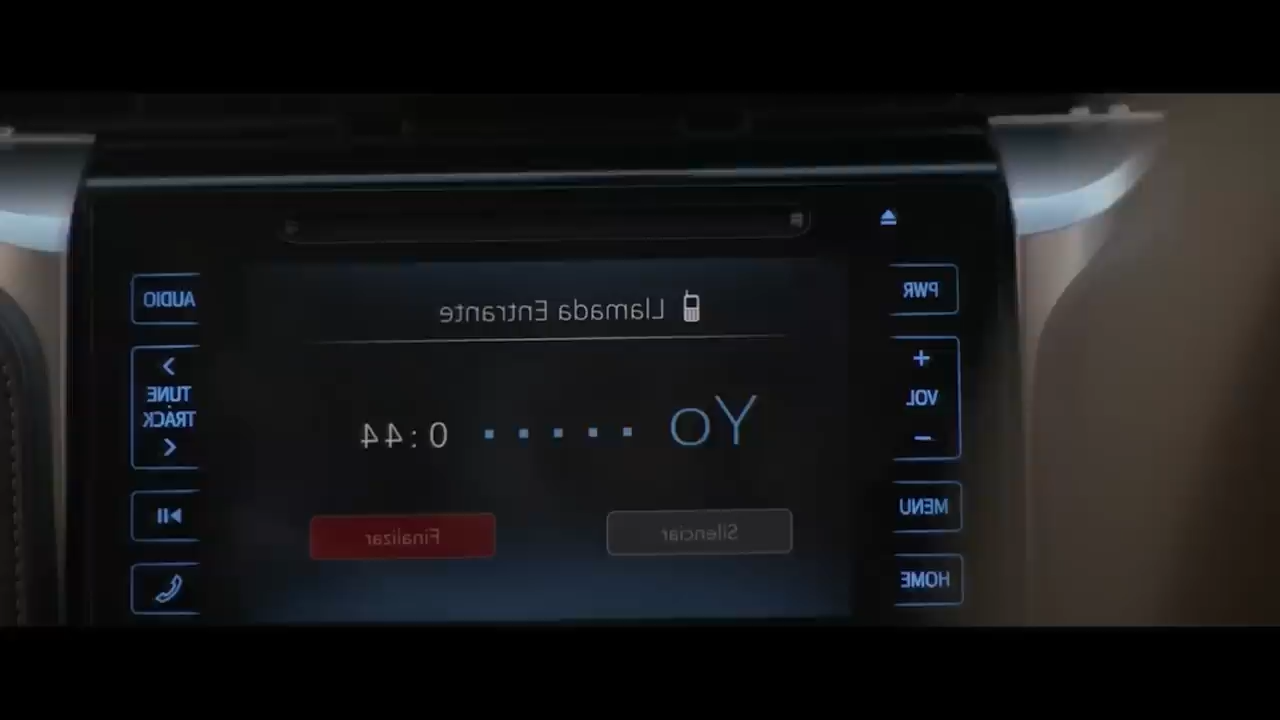 Llamada Entrante
Yo ..... 0:44
Silenciar Finalizar
PWR
+
VOL
-
MENU
HOME
AUDIO
TUNE
TRACK